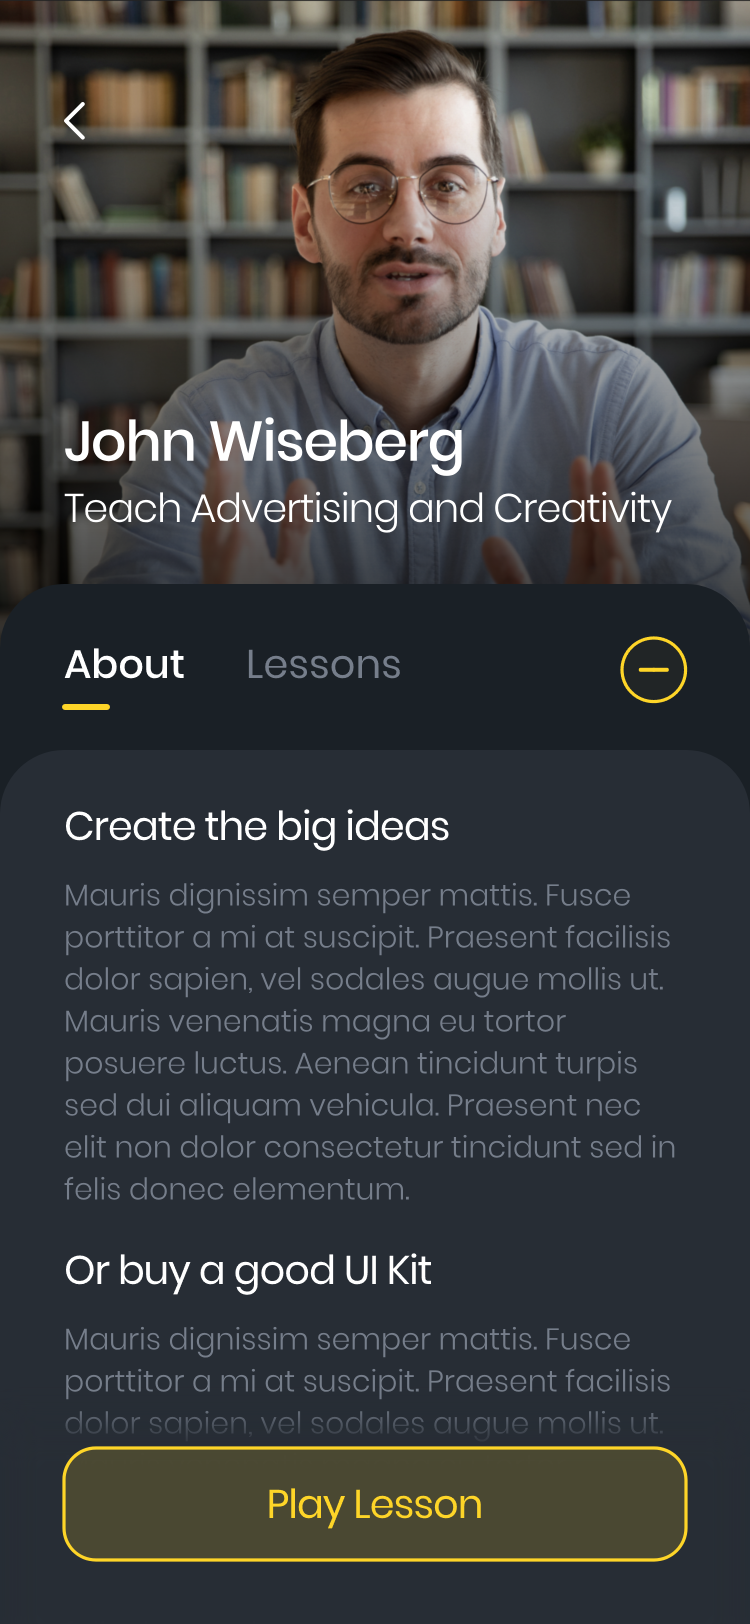 John Wiseberg
Teach Advertising and Creativity
About
Lessons
Create the big ideas
Mauris dignissim semper mattis. Fusce
porttitor a mi at suscipit. Praesent facilisis
dolor sapien, vel sodales augue mollis ut.
Mauris venenatis magna eu tortor
posuere luctus. Aenean tincidunt turpis
sed dui aliquam vehicula. Praesent nec
elit non dolor consectetur tincidunt sed in
felis donec elementum.
Or buy a good UI Kit
Mauris dignissim semper mattis. Fusce
porttitor a mi at suscipit. Praesent facilisis
dolor sapien, vel sodales augue mollis ut.
Play Lesson